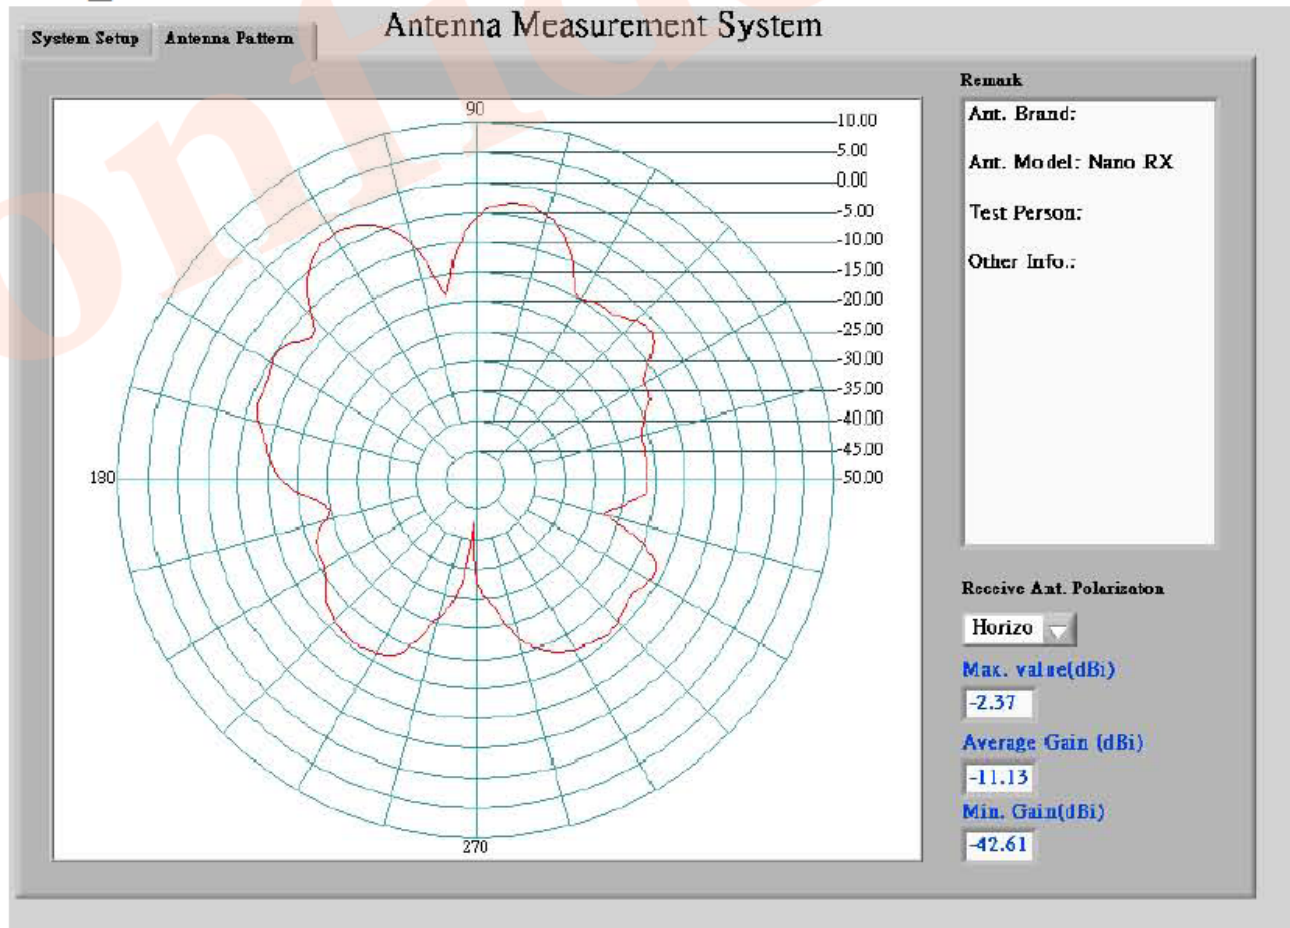 Antenna Measurement System
System Setup
Antenna Pattern
Remark
Ant. Brand:
Ant. Model: Nano RX
Test Person:
Other Info.:
90
10.00
5.00
0.00
-5.00
-10.00
-15.00
-20.00
-25.00
-30.00
-35.00
-40.00
-45.00
-50.00
180
270
Receive Ant. Polarizaton
Horizo
Max. value(dBi)
-2.37
Average Gain (dBi)
-11.13
Min. Gain(dBi)
-42.61
onfid